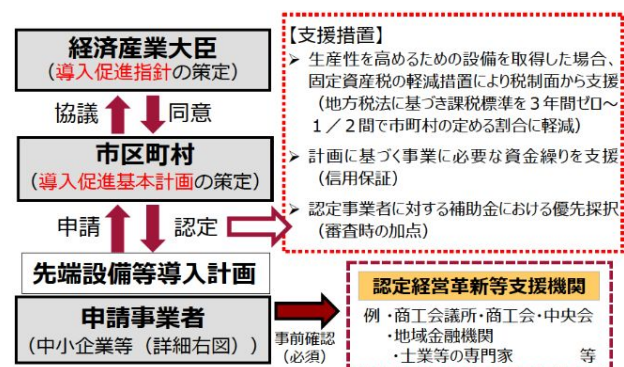 経済産業大臣
（導入促進指針の策定）
協議
同意
市区町村
（導入促進基本計画の策定）
申請
認定
先端設備等導入計画
申請事業者
（中小企業等（詳細右図））
【支援措置】
➢ 生産性を高めるための設備を取得した場合、
固定資産税の軽減措置により税制面から支援
（地方税法に基づき課税標準を３年間ゼロ～
１／２間で市町村の定める割合に軽減）
➢ 計画に基づく事業に必要な資金繰りを支援
（信用保証）
➢ 認定事業者に対する補助金における優先採択
（審査時の加点）
事前確認
（必須）
認定経営革新等支援機関
例 ・商工会議所・商工会・中央会
・地域金融機関
・士業等の専門家 等